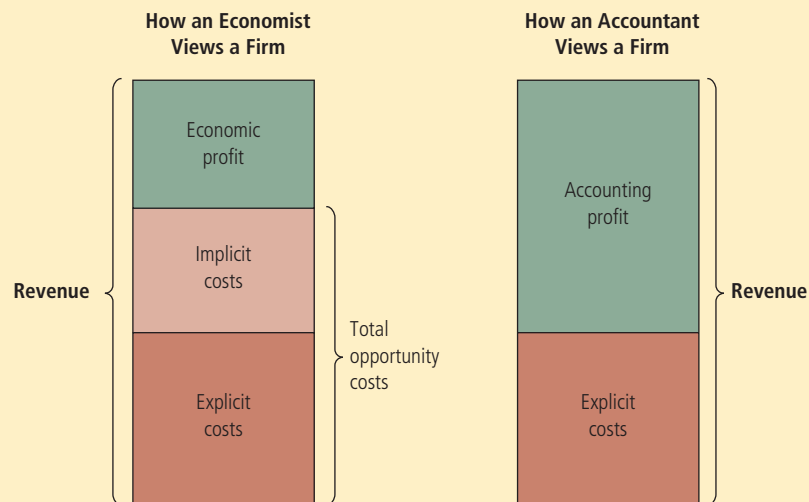 How an Economist
Views a Firm
How an Accountant
Views a Firm
Revenue
Economic
profit
Implicit
costs
Explicit
costs
Total
opportunity
costs
Accounting
profit
Explicit
costs
Revenue